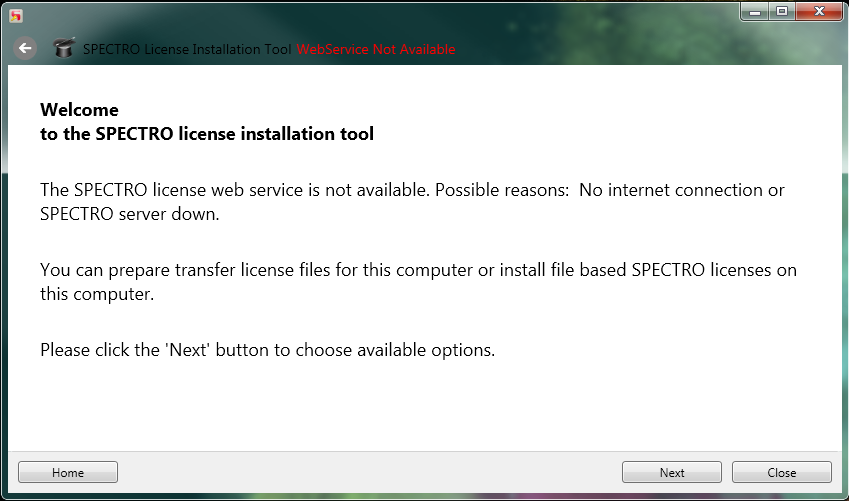 SPECTRO License Installation Tool WebService Not Available
Welcome
to the SPECTRO license installation tool
The SPECTRO license web service is not available. Possible reasons:  No internet connection or
SPECTRO server down.
You can prepare transfer license files for this computer or install file based SPECTRO licenses on
this computer.
Please click the 'Next' button to choose available options.
Home Next Close